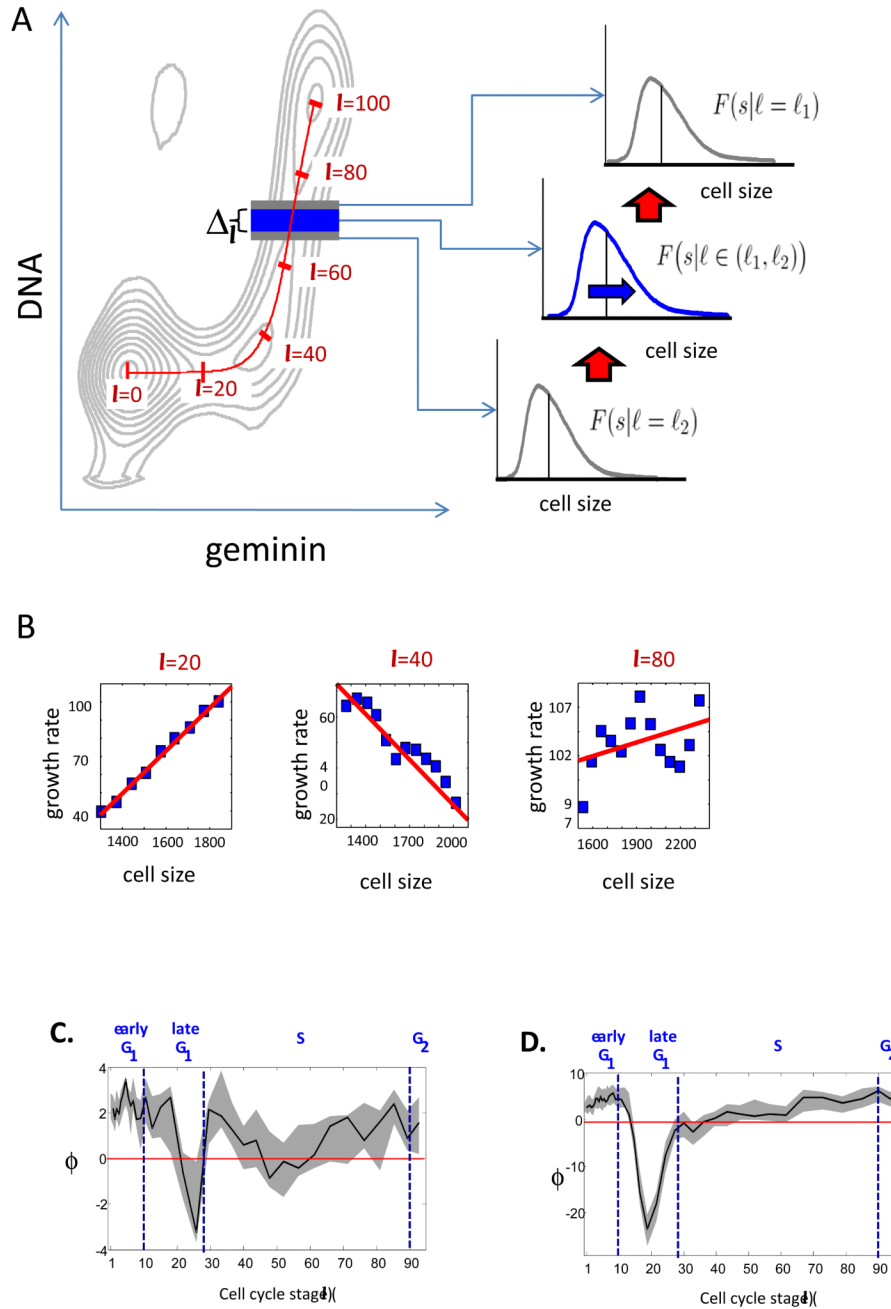 A
DNA
geminin
l=100
l=80
l=60
l=40
l=20
l=0
Δl
F(s|ℓ = ℓ1)
cell size
F(s|ℓ ∈ (ℓ1, ℓ2))
cell size
F(s|ℓ = ℓ2)
cell size
B
l=20
growth rate
100
70
40
1400 1600 1800
cell size
l=40
growth rate
60
4
0
20
1400 1700 2000
cell size
l=80
growth rate
107
102
9
7
1600 1900 2200
cell size
C.
early
G1
late
G1
S
G2
ϕ
4
2
0
-2
-4
1 10 20 30 40 50 60 70 80 90
Cell cycle stage)(l
D.
early
G1
late
G1
S
G2
ϕ
10
0
-10
-20
1 10 20 30 40 50 60 70 80 90
Cell cycle stage)(l